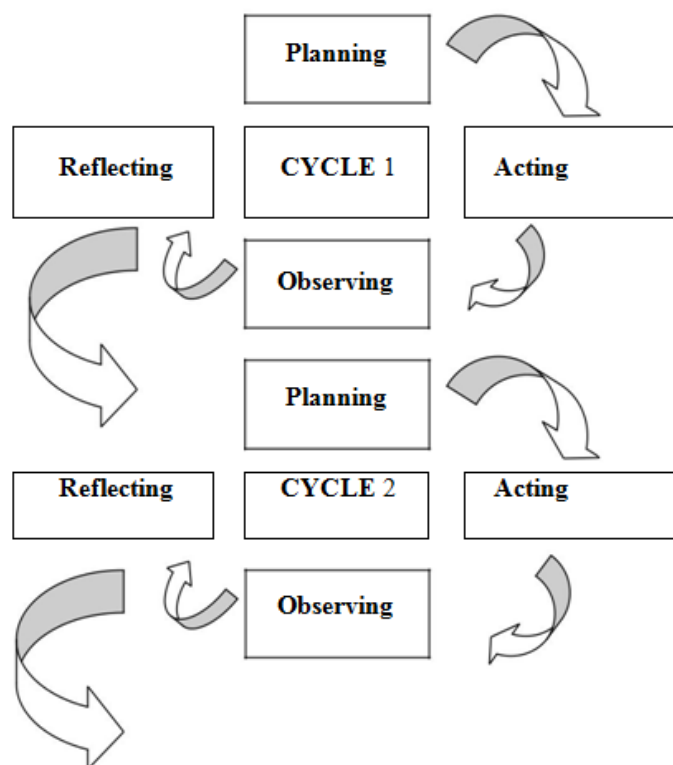 Planning
Reflecting CYCLE 1 Acting
Observing
Planning
Reflecting CYCLE 2 Acting
Observing